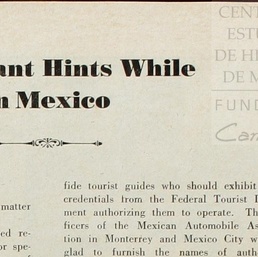 ant Hints While
n Mexico
matter
ed re-
or spe-
fide tourist guides who should exhibit
credentials from the Federal Tourist D
ment authorizing them to operate. Th
ficers of the Mexican Automobile As
tion in Monterrey and Mexico City w
glad to furnish the names of auth
CENT
ESTU
DE HI
DE M
FUND
Car